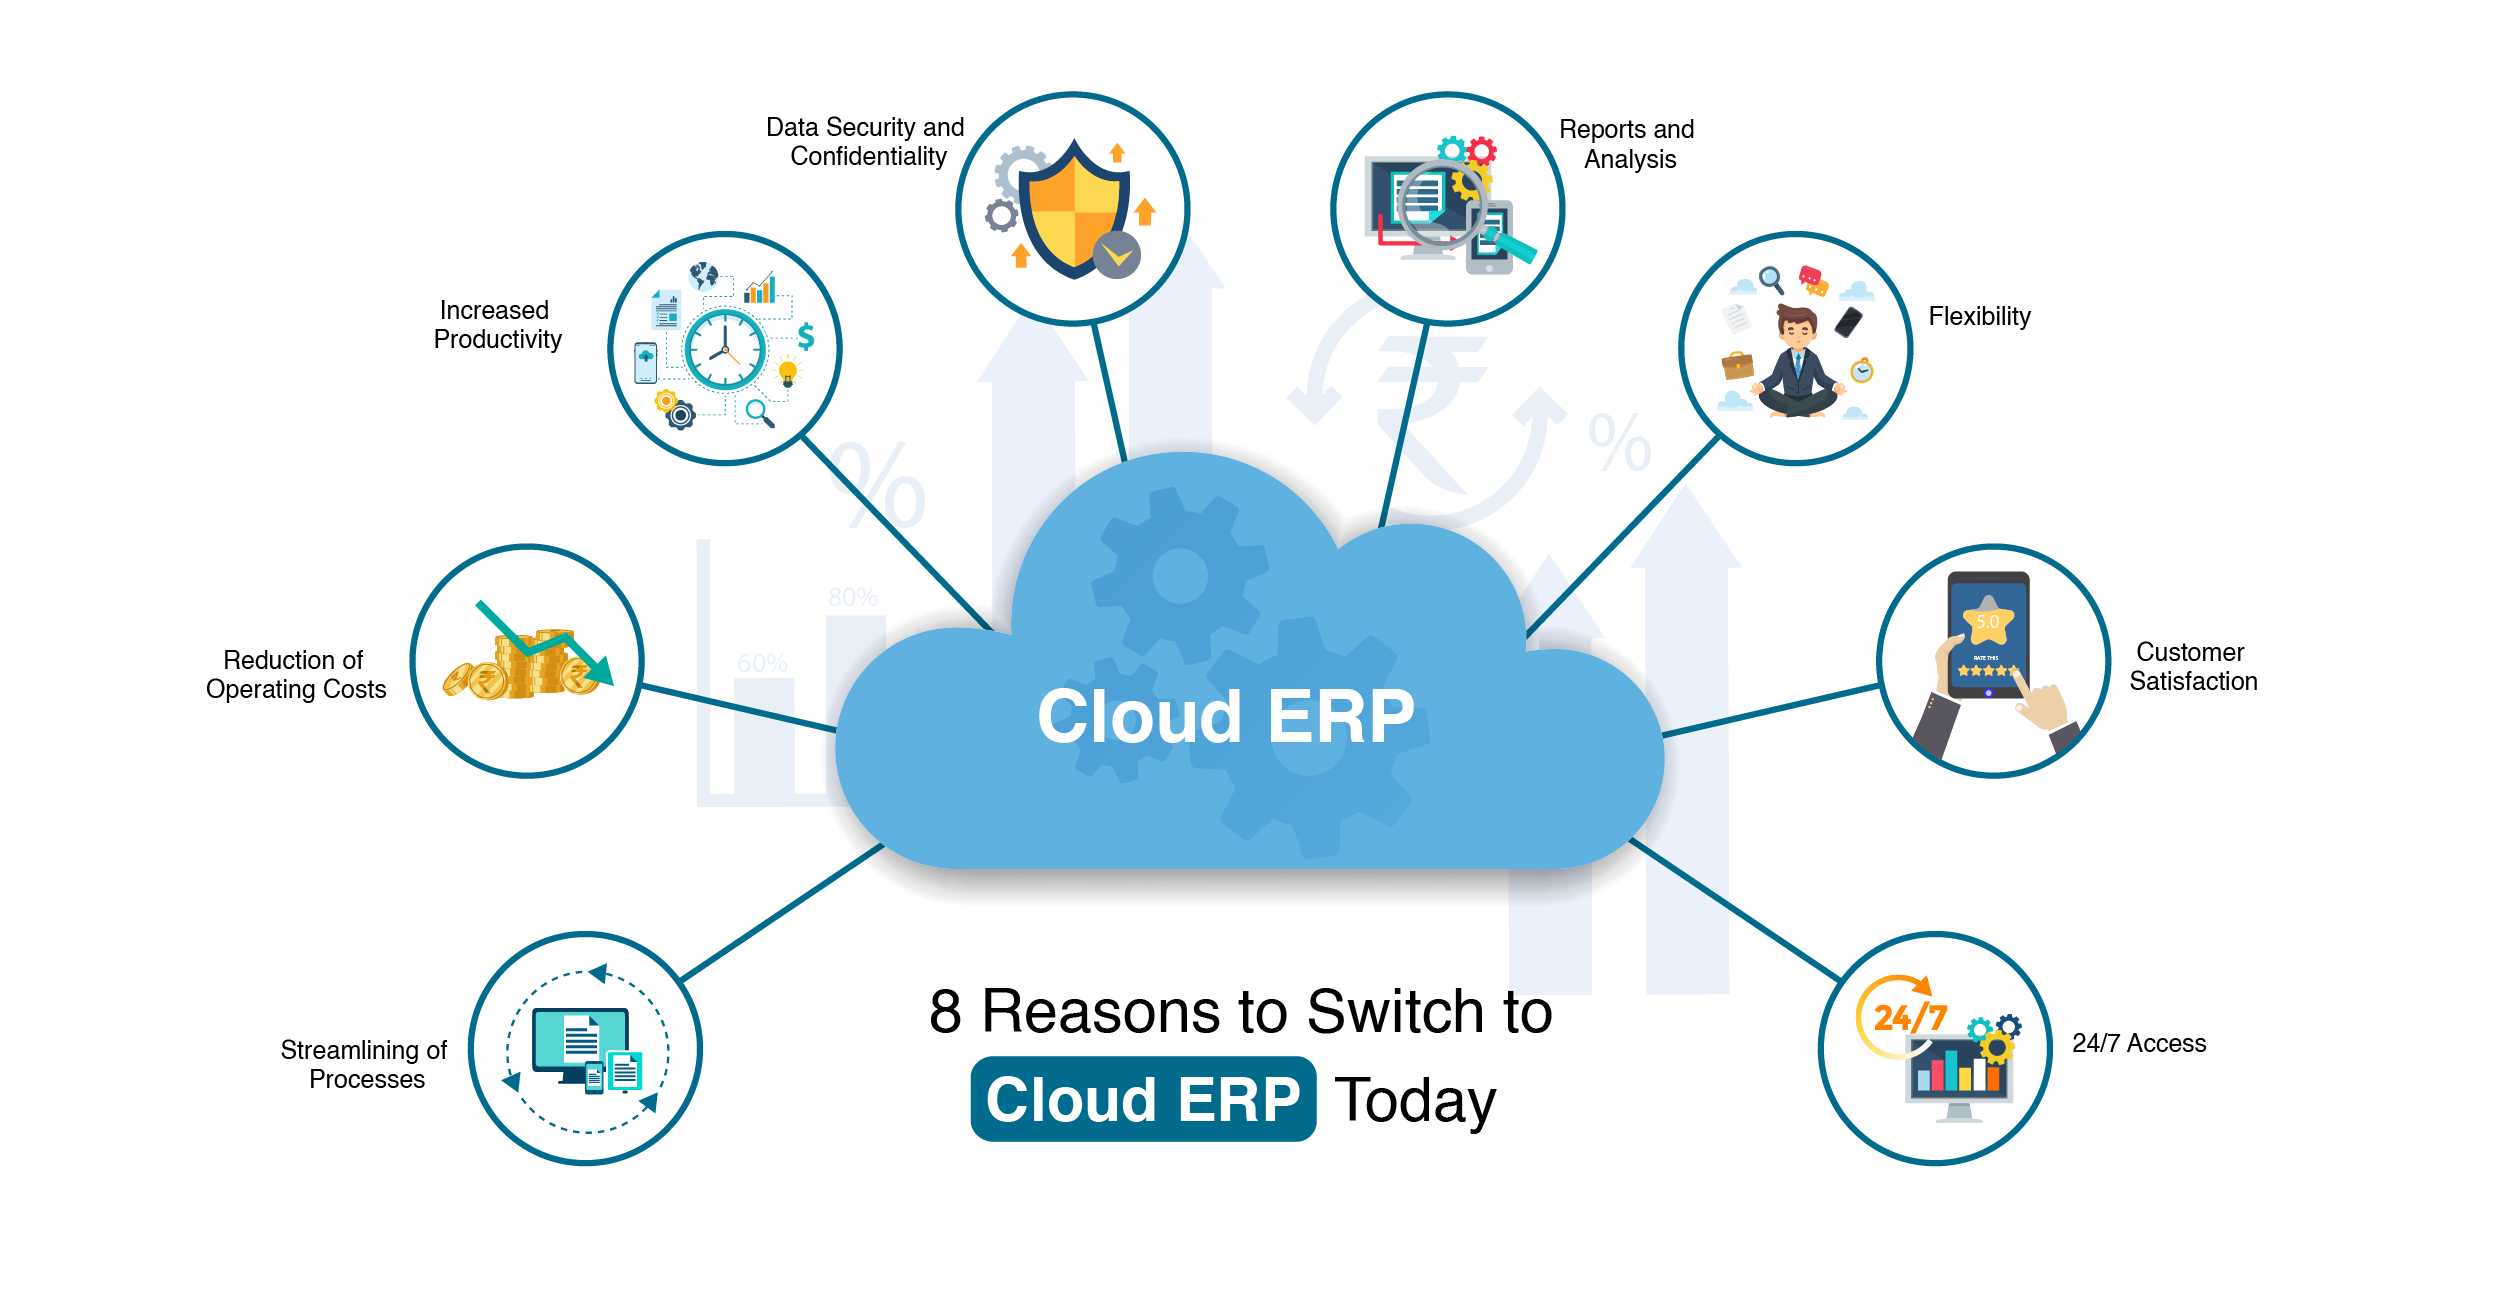 Data Security and
Confidentiality
Reports and
Analysis
Increased
Productivity
$
Flexibility
₹
%
%
80%
60%
Reduction of
Operating Costs
₹
₹
Cloud ERP
5.0
RATE THIS
Customer
Satisfaction
Streamlining of
Processes
8 Reasons to Switch to
Cloud ERP Today
24/7
24/7 Access